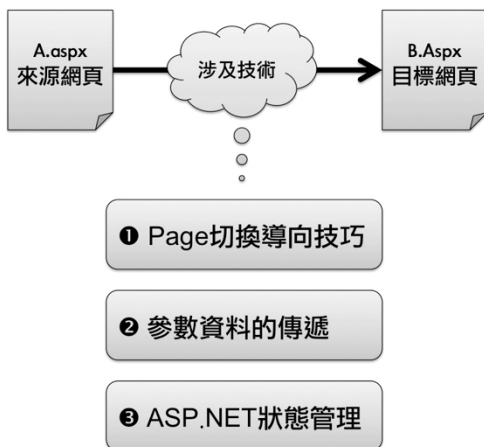 A.aspx
來源網頁
涉及技術
B.Aspx
目標網頁
❶ Page切換導向技巧
❷ 參數資料的傳遞
❸ ASP.NET狀態管理